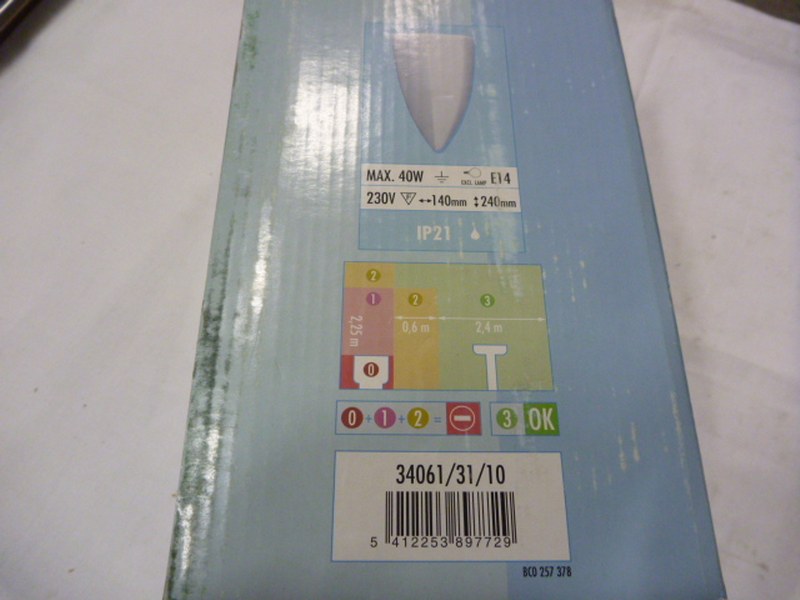 MAX. 40W EXCL. LAMP E14
230V F 140mm 240mm
IP21
2
1 2 3
2,25 m 0,6 m 2,4 m
0
0 + 1 + 2 = 3 OK
34061/31/10
5 412253 897729
BCO 257 37B